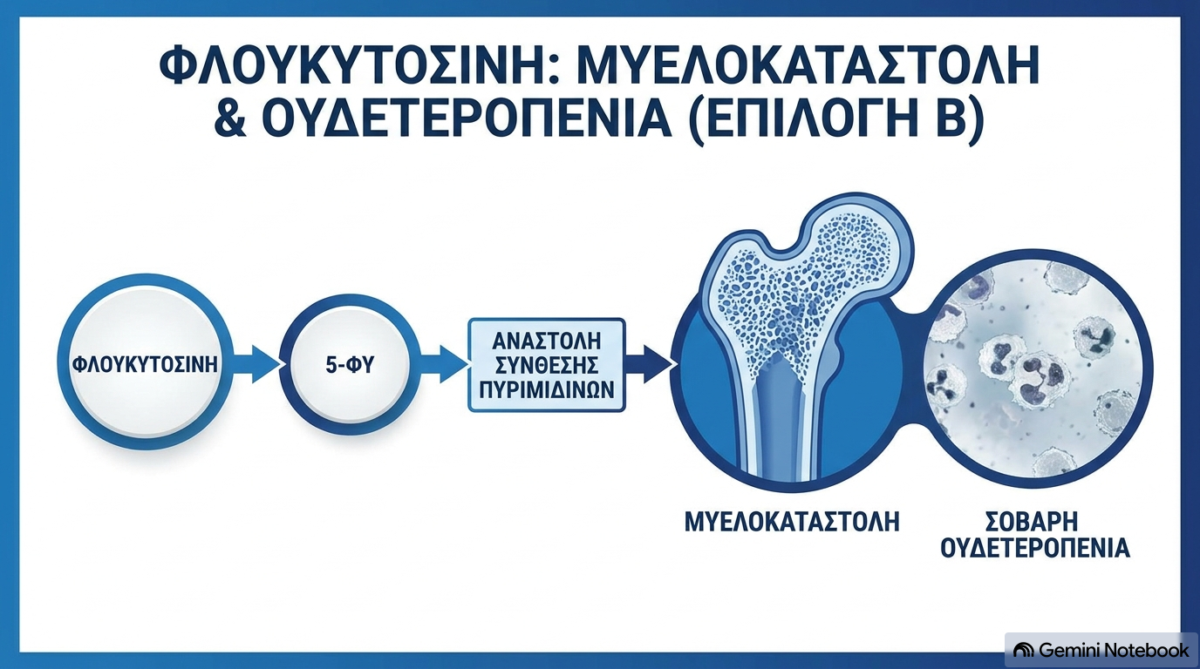 ΦΛΟΥΚΥΤΟΣΙΝΗ: ΜΥΕΛΟΚΑΤΑΣΤΟΛΗ
& ΟΥΔΕΤΕΡΟΠΕΝΙΑ (ΕΠΙΛΟΓΗ Β)
ΦΛΟΥΚΥΤΟΣΙΝΗ
5-ΦΥ
ΑΝΑΣΤΟΛΗ
ΣΥΝΘΕΣΗΣ
ΠΥΡΙΜΙΔΙΝΩΝ
ΜΥΕΛΟΚΑΤΑΣΤΟΛΗ
ΣΟΒΑΡΗ
ΟΥΔΕΤΕΡΟΠΕΝΙΑ
Gemini Notebook